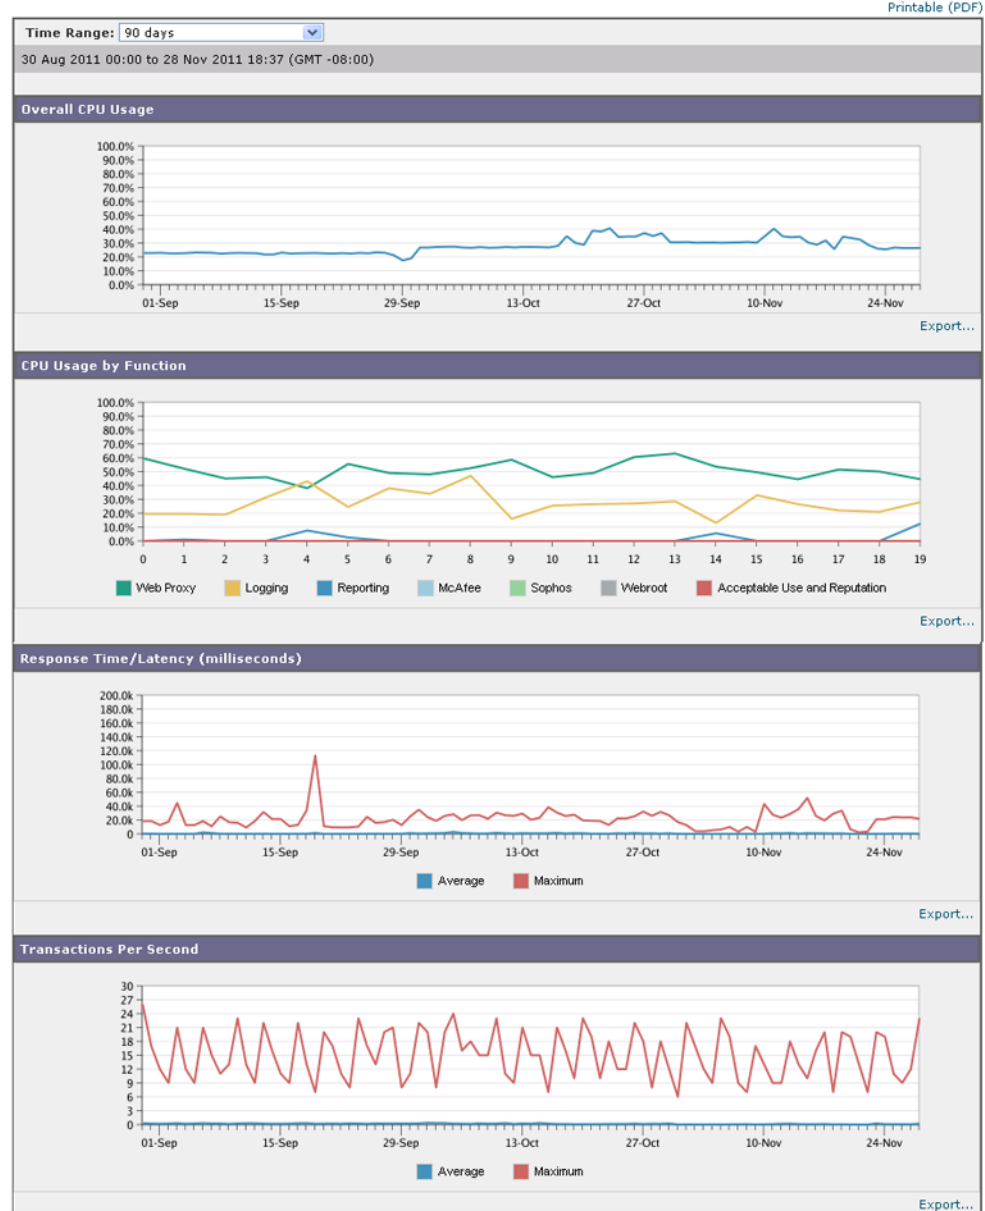 Printable (PDF)
Time Range: 90 days
30 Aug 2011 00:00 to 28 Nov 2011 18:37 (GMT -08:00)
Overall CPU Usage
100.0%
90.0%
80.0%
70.0%
60.0%
50.0%
40.0%
30.0%
20.0%
10.0%
0.0%
01-Sep 15-Sep 29-Sep 13-Oct 27-Oct 10-Nov 24-Nov
Export...
CPU Usage by Function
100.0%
90.0%
80.0%
70.0%
60.0%
50.0%
40.0%
30.0%
20.0%
10.0%
0.0%
0 1 2 3 4 5 6 7 8 9 10 11 12 13 14 15 16 17 18 19
Web Proxy Logging Reporting McAfee Sophos Webroot Acceptable Use and Reputation
Export...
Response Time/Latency (milliseconds)
200.0k
180.0k
160.0k
140.0k
120.0k
100.0k
80.0k
60.0k
40.0k
20.0k
0
01-Sep 15-Sep 29-Sep 13-Oct 27-Oct 10-Nov 24-Nov
Average Maximum
Export...
Transactions Per Second
30
27
24
21
18
15
12
9
6
3
0
01-Sep 15-Sep 29-Sep 13-Oct 27-Oct 10-Nov 24-Nov
Average Maximum
Export...